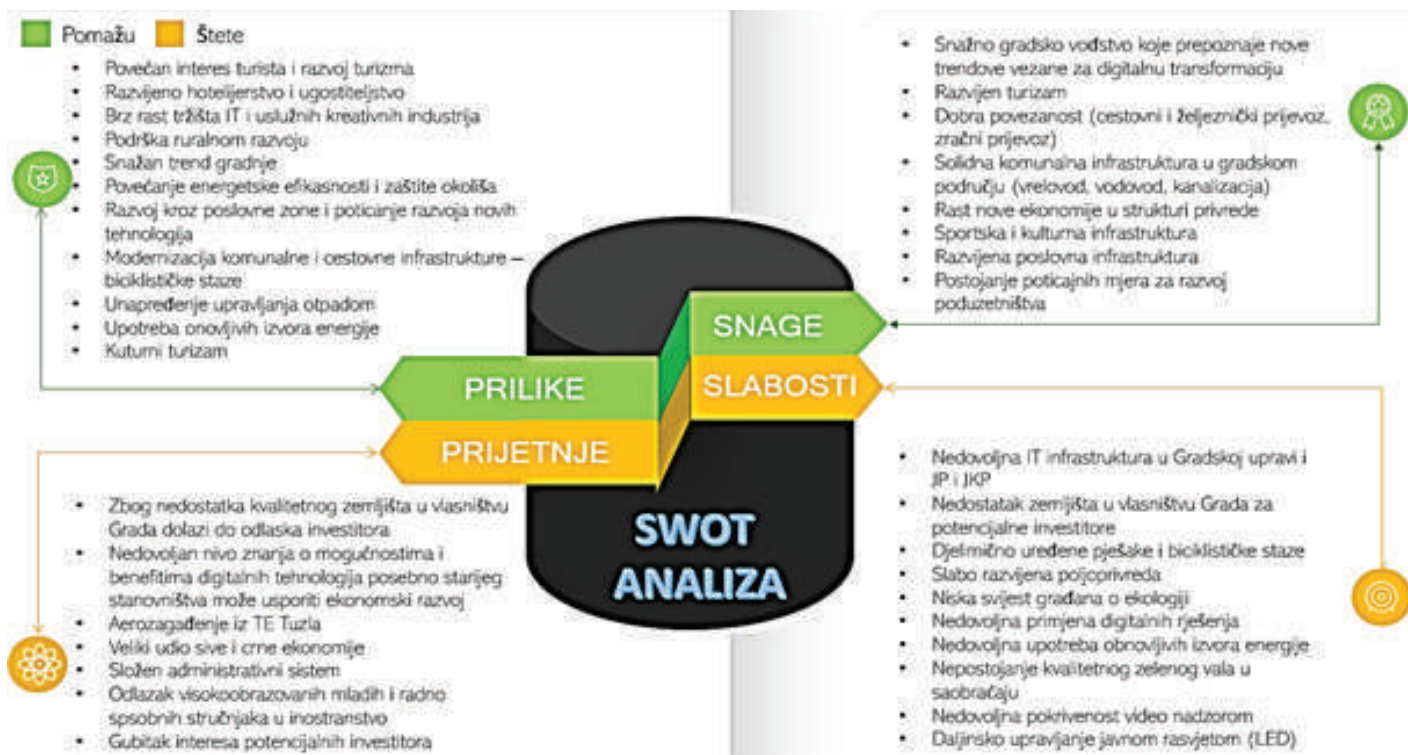 Pomažu
Štete
• Povečan interes turista i razvoj turizma
• Razvijeno hotelijerstvo i ugostiteljstvo
• Brz rast tržišta IT i uslužnih kreativnih industrija
• Podrška ruralnom razvoju
• Snažan trend gradnje
• Povećanje energetske efikasnosti i zaštite okoliša
• Razvoj kroz poslovne zone i poticanje razvoja novih
tehnologija
• Modernizacija komunalne i cestovne infrastrukture –
biciklističke staze
• Unapređenje upravljanja otpadom
• Upotreba onovljivih izvora energije
• Kuturni turizam
• Snažno gradsko vođstvo koje prepoznaje nove
trendove vezane za digitalnu transformaciju
• Razvijen turizam
• Dobra povezanost (cestovni i željeznički prijevoz,
zračni prijevoz)
• Solidna komunalna infrastruktura u gradskom
području (vrelovod, vodovod, kanalizacija)
• Rast nove ekonomije u strukturi privrede
• Sportska i kulturna infrastruktura
• Razvijena poslovna infrastruktura
• Postojanje poticajnih mjera za razvoj
poduzetništva
SNAGE
PRILIKE
SLABOSTI
PRIJETNJE
SWOT
ANALIZA
• Zbog nedostatka kvalitetnog zemljišta u vlasništvu
Grada dolazi do odlaska investitora
• Nedovoljan nivo znanja o mogućnostima i
benefitima digitalnih tehnologija posebno starijeg
stanovništva može usporiti ekonomski razvoj
• Aerozagađenje iz TE Tuzla
• Veliki udio sive i crne ekonomije
• Složen administrativni sistem
• Odlazak visokoobrazovanih mladih i radno
spsobnih stručnjaka u inostranstvo
• Gubitak interesa potencijalnih investitora
• Nedovoljna IT infrastruktura u Gradskoj upravi i
JP i JKP
• Nedostatak zemljišta u vlasništvu Grada za
potencijalne investitore
• Djelmično uređene pješake i biciklističke staze
• Slabo razvijena poljoprivreda
• Niska svijest građana o ekologiji
• Nedovoljna primjena digitalnih rješenja
• Nedovoljna upotreba obnovljivih izvora energije
• Nepostojanje kvalitetnog zelenog vala u
saobraćaju
• Nedovoljna pokrivenost video nadzorom
• Daljinsko upravljanje javnom rasvjetom (LED)